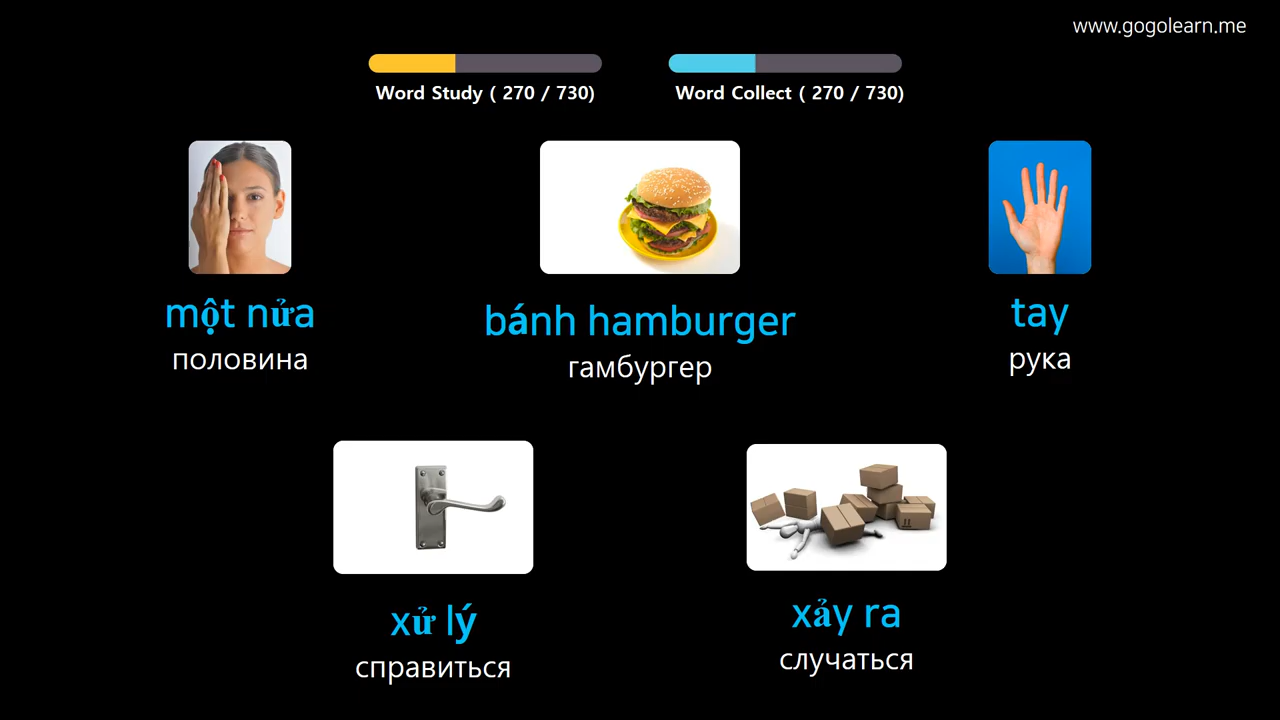 www.gogolearn.me
Word Study ( 270 / 730)
Word Collect ( 270 / 730)
một nửa
половина
bánh hamburger
гамбургер
tay
рука
xử lý
справиться
xảy ra
случаться